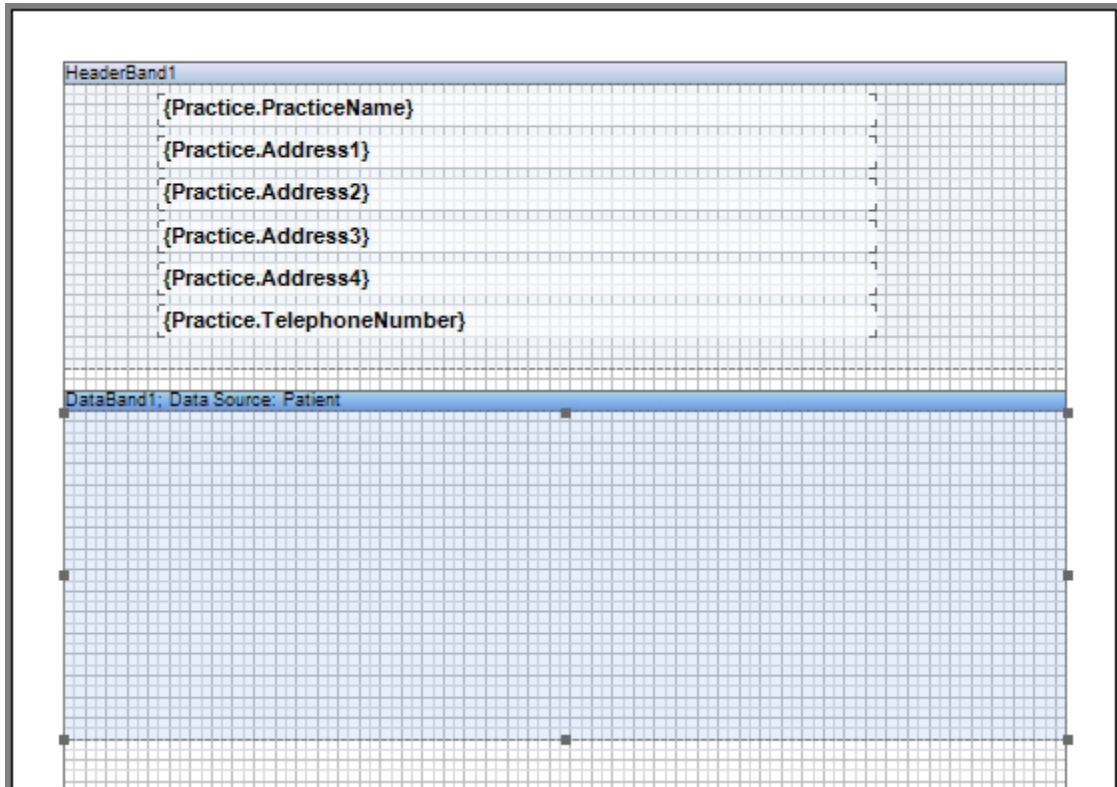 HeaderBand1
{Practice.PracticeName}
{Practice.Address1}
{Practice.Address2}
{Practice.Address3}
{Practice.Address4}
{Practice.TelephoneNumber}
DataBand1; Data Source: Patient